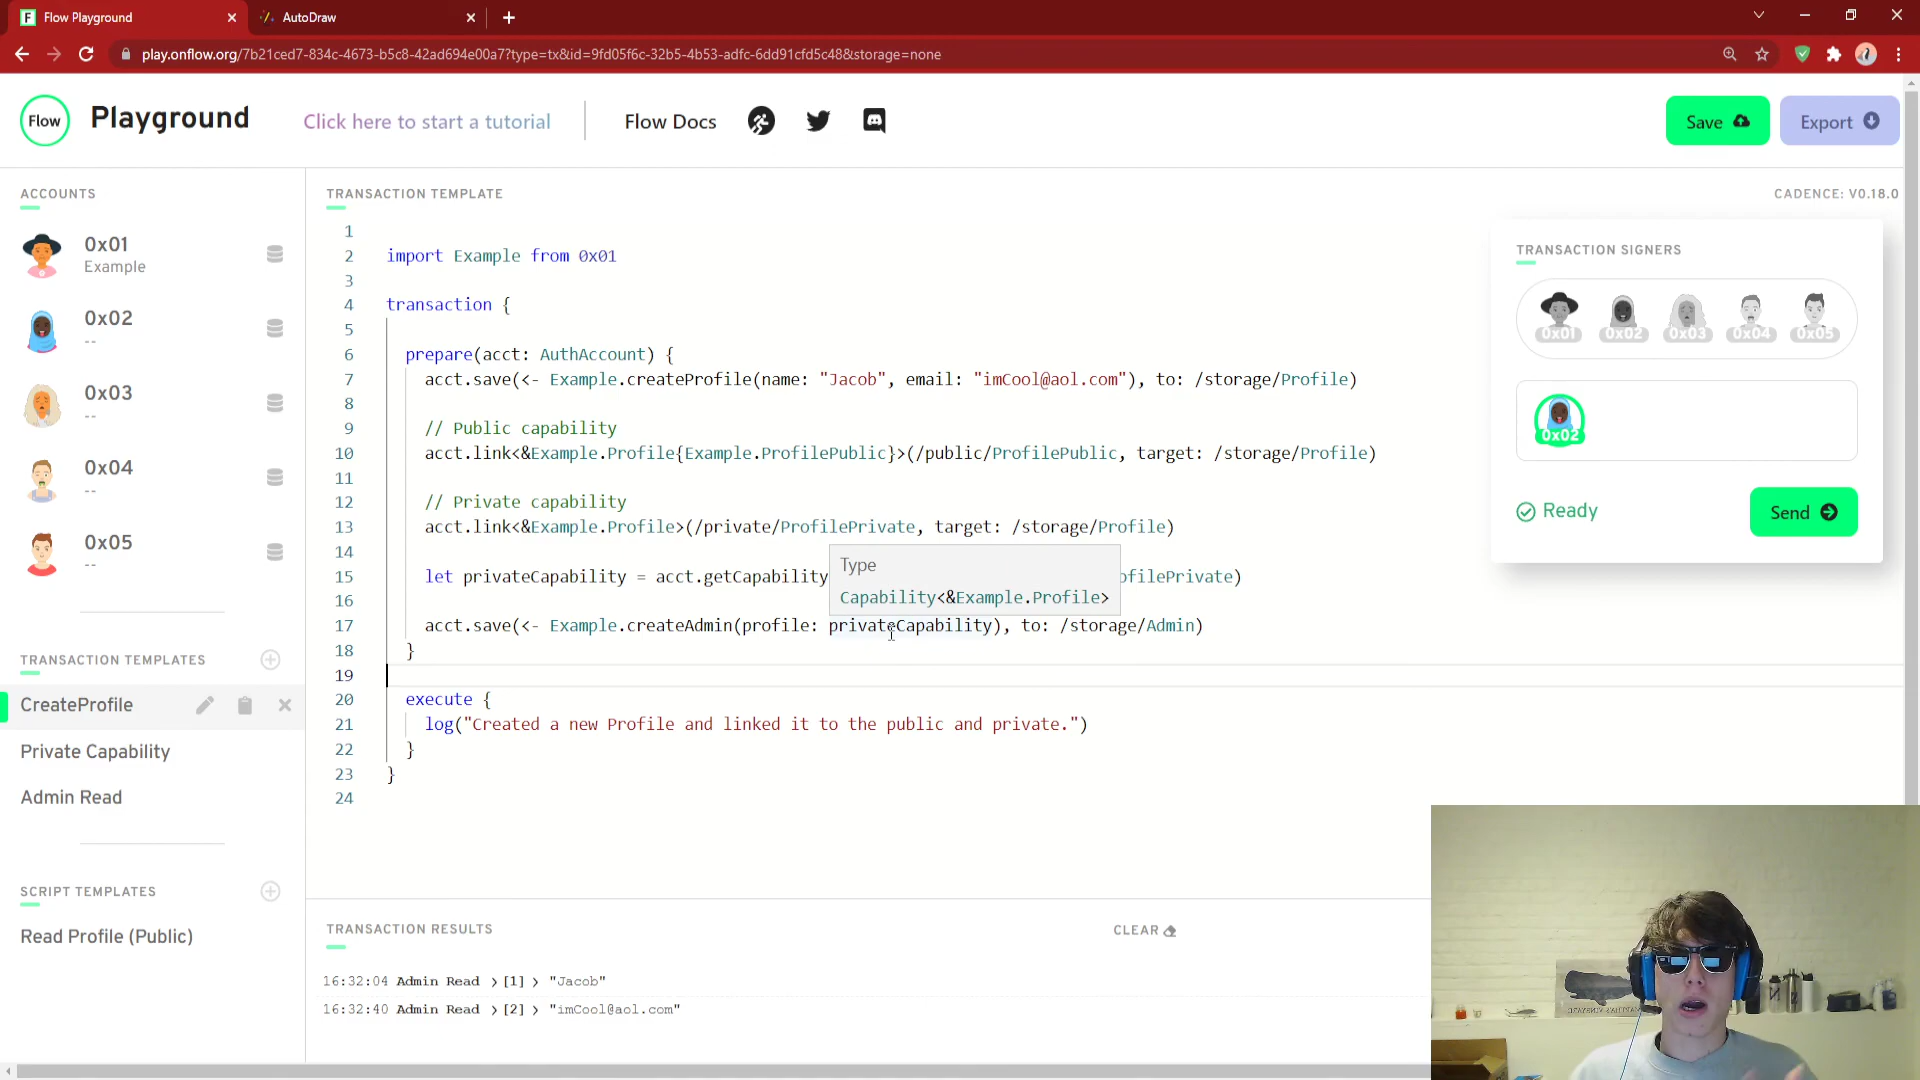 Flow Playground
AutoDraw
play.onflow.org/7b21ced7-834c-4673-b5c8-42ad694e00a7?type=tx&id=9fd05f6c-32b5-4b53-adfc-6dd91cfd5c48&storage=none
Flow
Playground
Click here to start a tutorial
Flow Docs
Save
Export
ACCOUNTS
0x01
Example
0x02
--
0x03
--
0x04
--
0x05
--
TRANSACTION TEMPLATES
CreateProfile
Private Capability
Admin Read
SCRIPT TEMPLATES
Read Profile (Public)
TRANSACTION TEMPLATE
CADENCE: V0.18.0
1
2 import Example from 0x01
3
4 transaction {
5
6 prepare(acct: AuthAccount) {
7 acct.save(<- Example.createProfile(name: "Jacob", email: "imCool@aol.com"), to: /storage/Profile)
8
9 // Public capability
10 acct.link<&Example.Profile{Example.ProfilePublic}>(/public/ProfilePublic, target: /storage/Profile)
11
12 // Private capability
13 acct.link<&Example.Profile>(/private/ProfilePrivate, target: /storage/Profile)
14
Type
15 let privateCapability = acct.getCapability ofilePrivate)
Capability<&Example.Profile>
16
17 acct.save(<- Example.createAdmin(profile: privateCapability), to: /storage/Admin)
18 }
19
20 execute {
21 log("Created a new Profile and linked it to the public and private.")
22 }
23 }
24
TRANSACTION SIGNERS
0x01 0x02 0x03 0x04 0x05
0x02
Ready
Send
TRANSACTION RESULTS
CLEAR
16:32:04 Admin Read > [1] > "Jacob"
16:32:40 Admin Read > [2] > "imCool@aol.com"